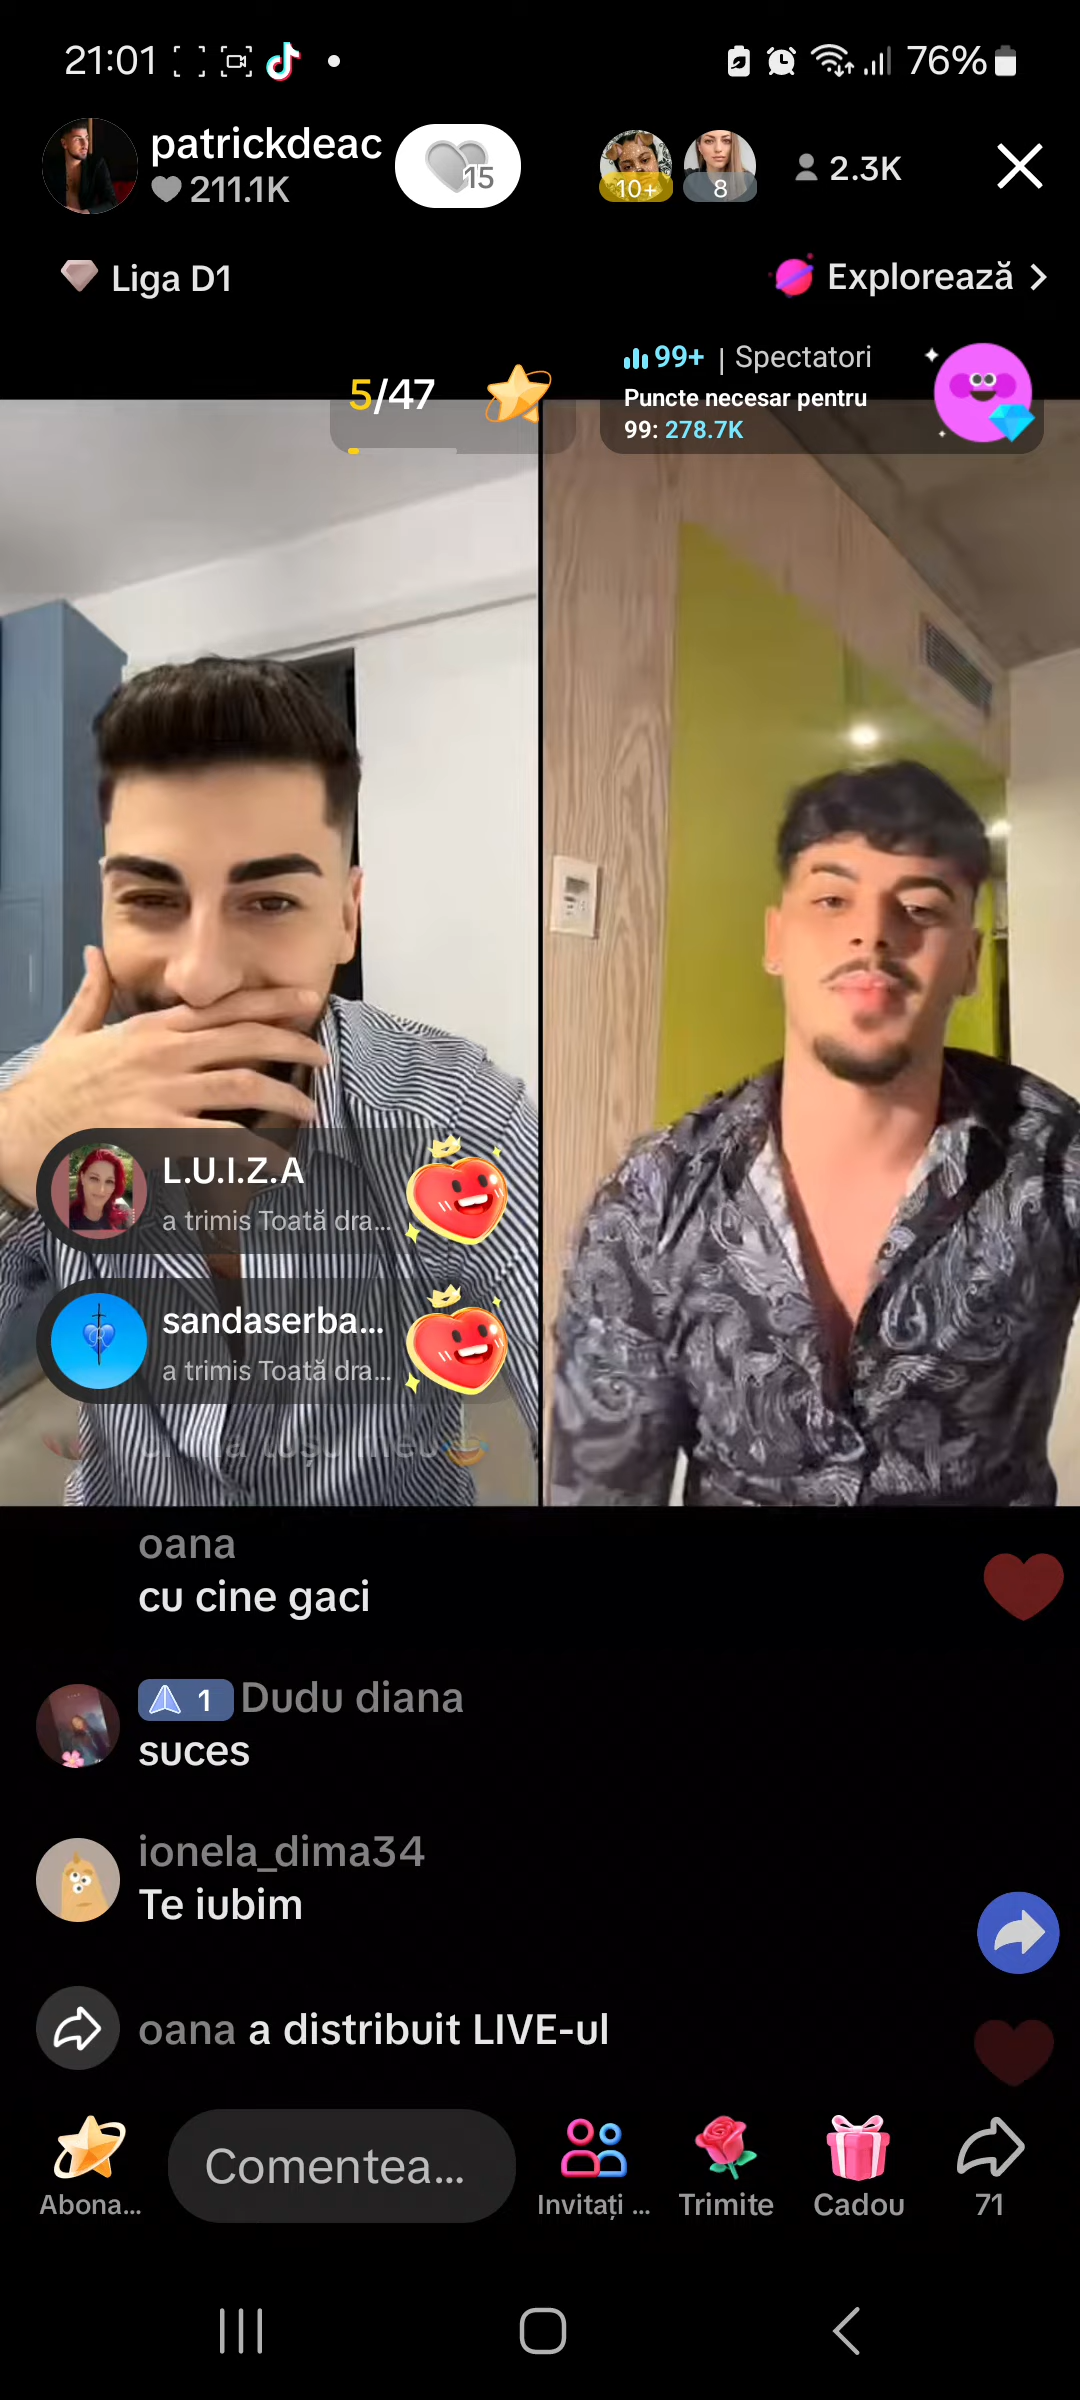 21:01
76%
patrickdeac
211.1K
15
10+
8
2.3K
Liga D1
Explorează
5/47
99+ | Spectatori
Puncte necesar pentru
99: 278.7K
L.U.I.Z.A
a trimis Toată dra...
sandaserba...
a trimis Toată dra...
oana
cu cine gaci
1 Dudu diana
suces
ionela_dima34
Te iubim
oana a distribuit LIVE-ul
Comentea...
Abona...
Invitați ...
Trimite
Cadou
71